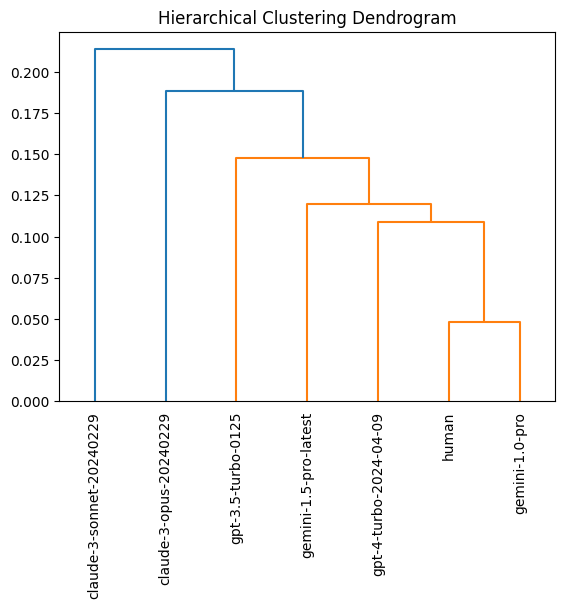 Hierarchical Clustering Dendrogram
0.200
0.175
0.150
0.125
0.100
0.075
0.050
0.025
0.000
claude-3-sonnet-20240229
claude-3-opus-20240229
gpt-3.5-turbo-0125
gemini-1.5-pro-latest
gpt-4-turbo-2024-04-09
human
gemini-1.0-pro